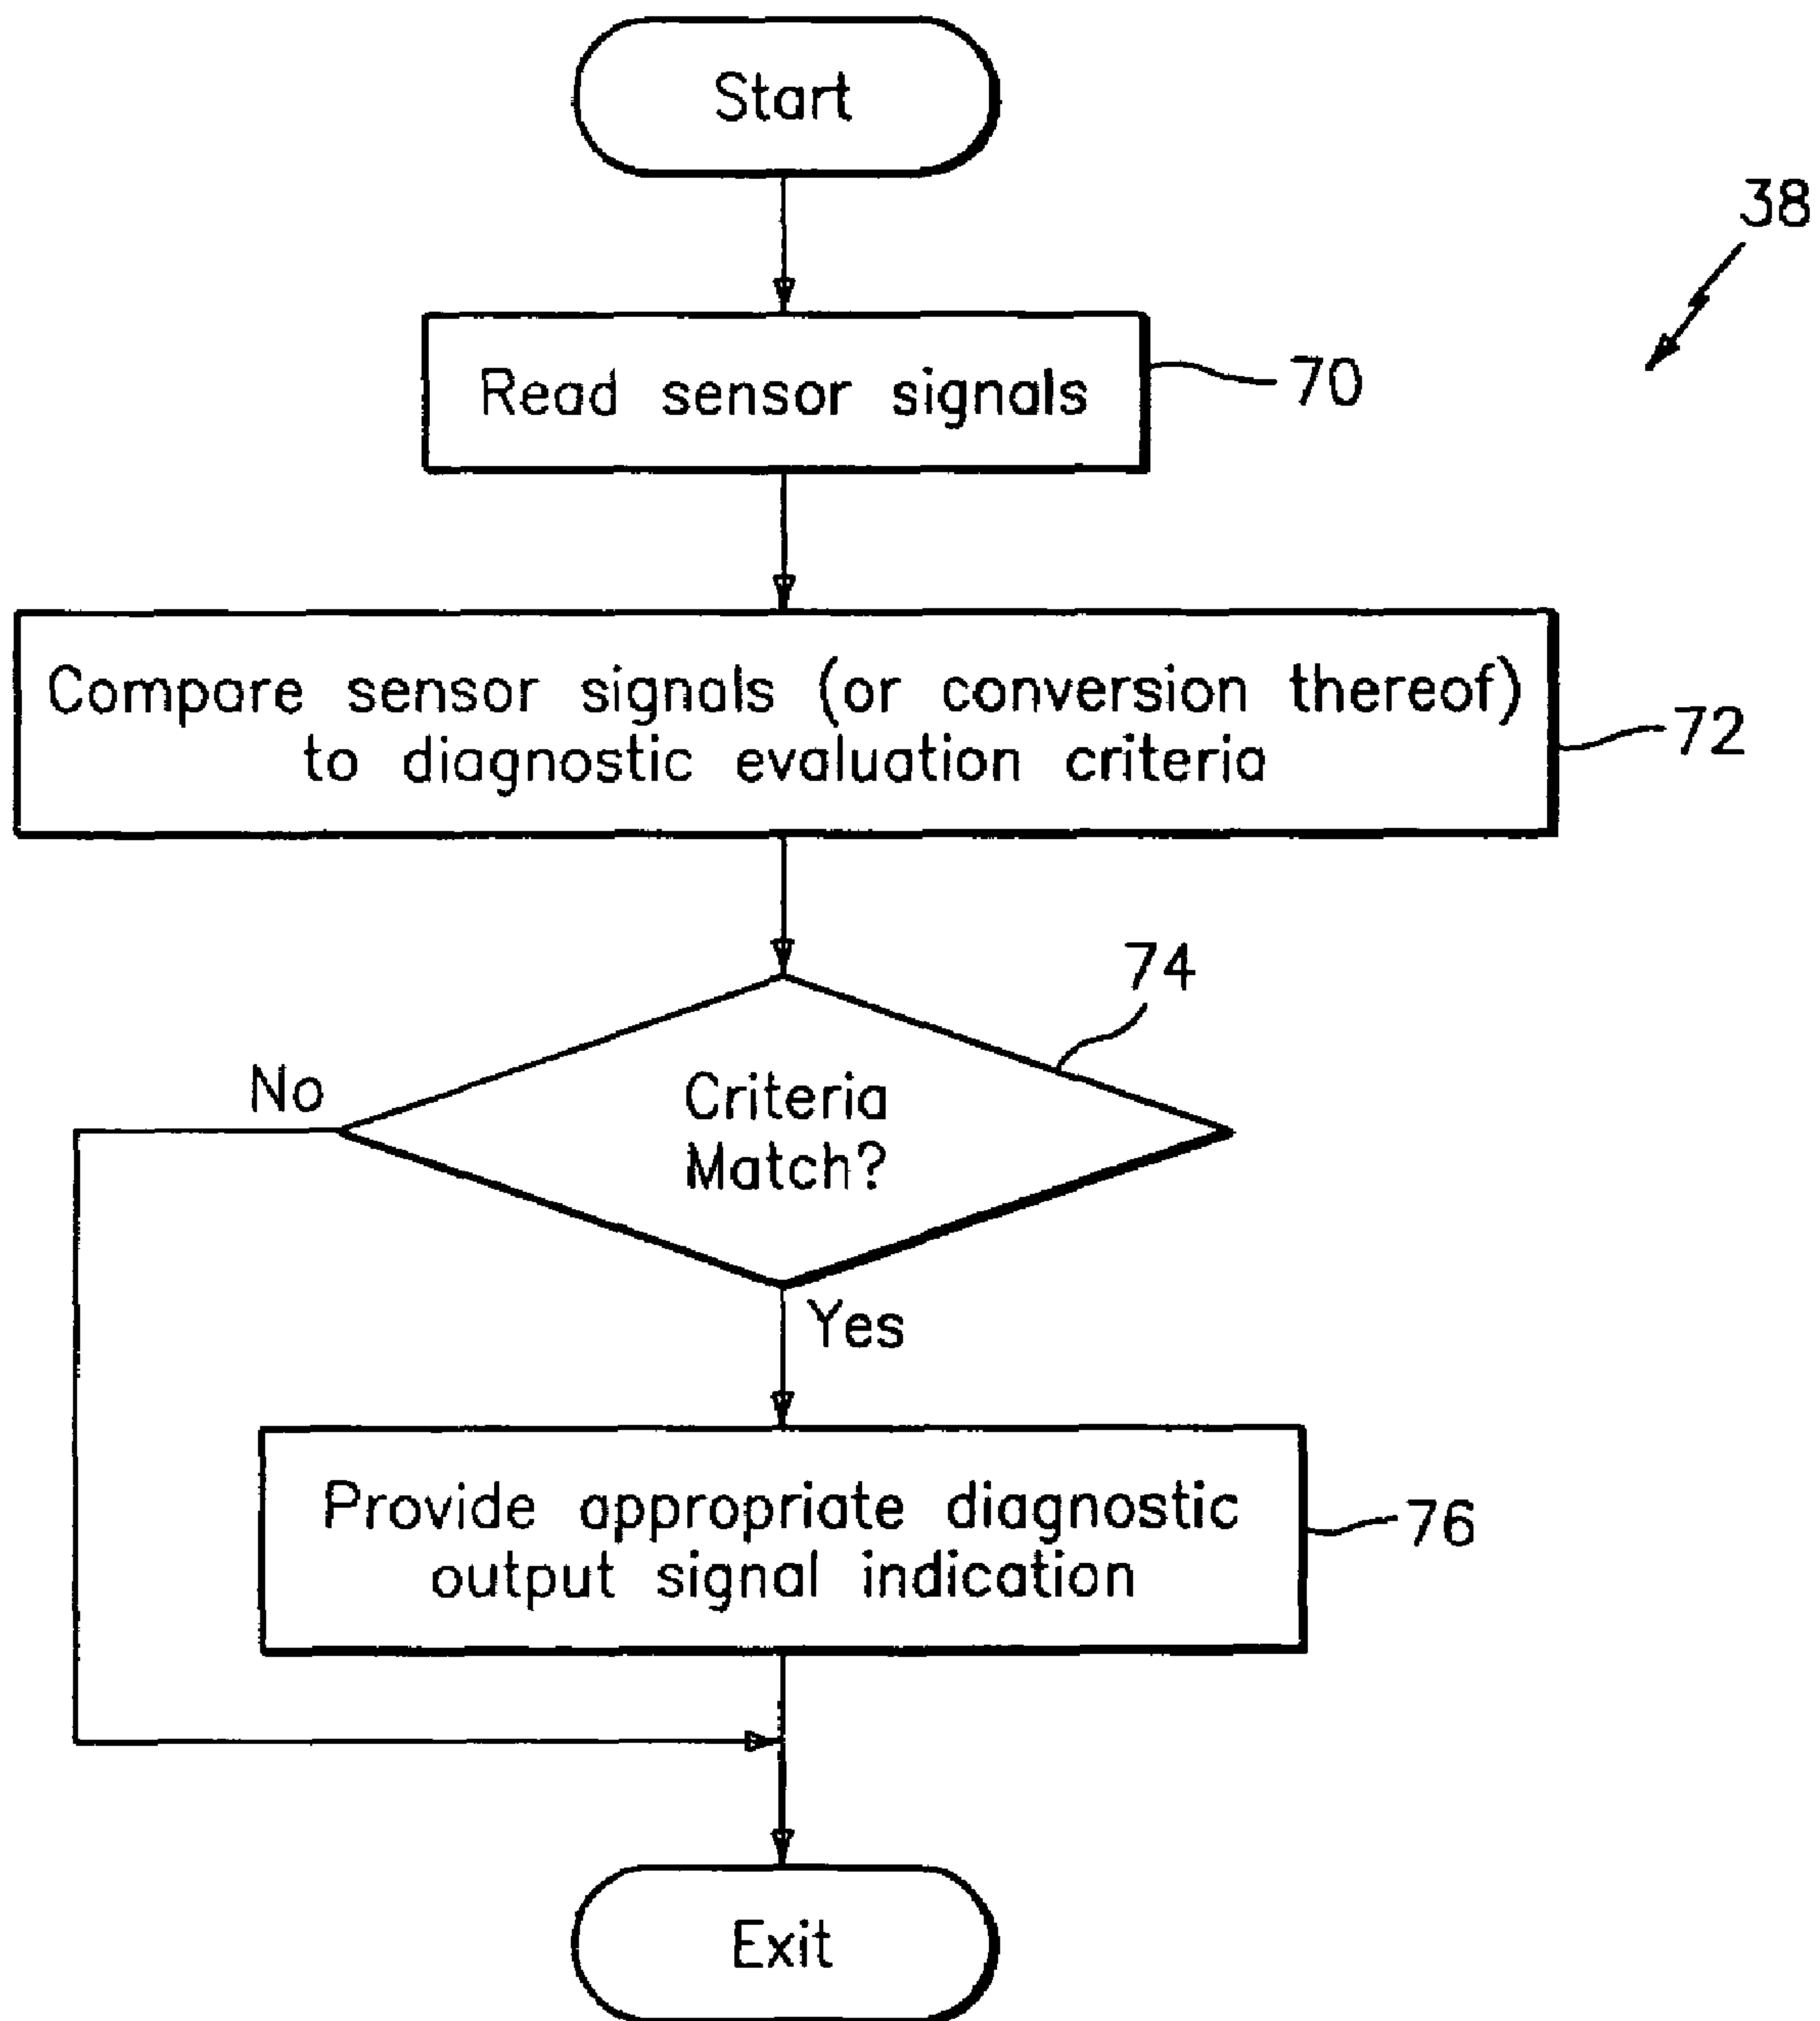 Start
38
Read sensor signals
70
Compare sensor signals (or conversion thereof)
to diagnostic evaluation criteria
72
74
No
Criteria
Match?
Yes
Provide appropriate diagnostic
output signal indication
76
Exit